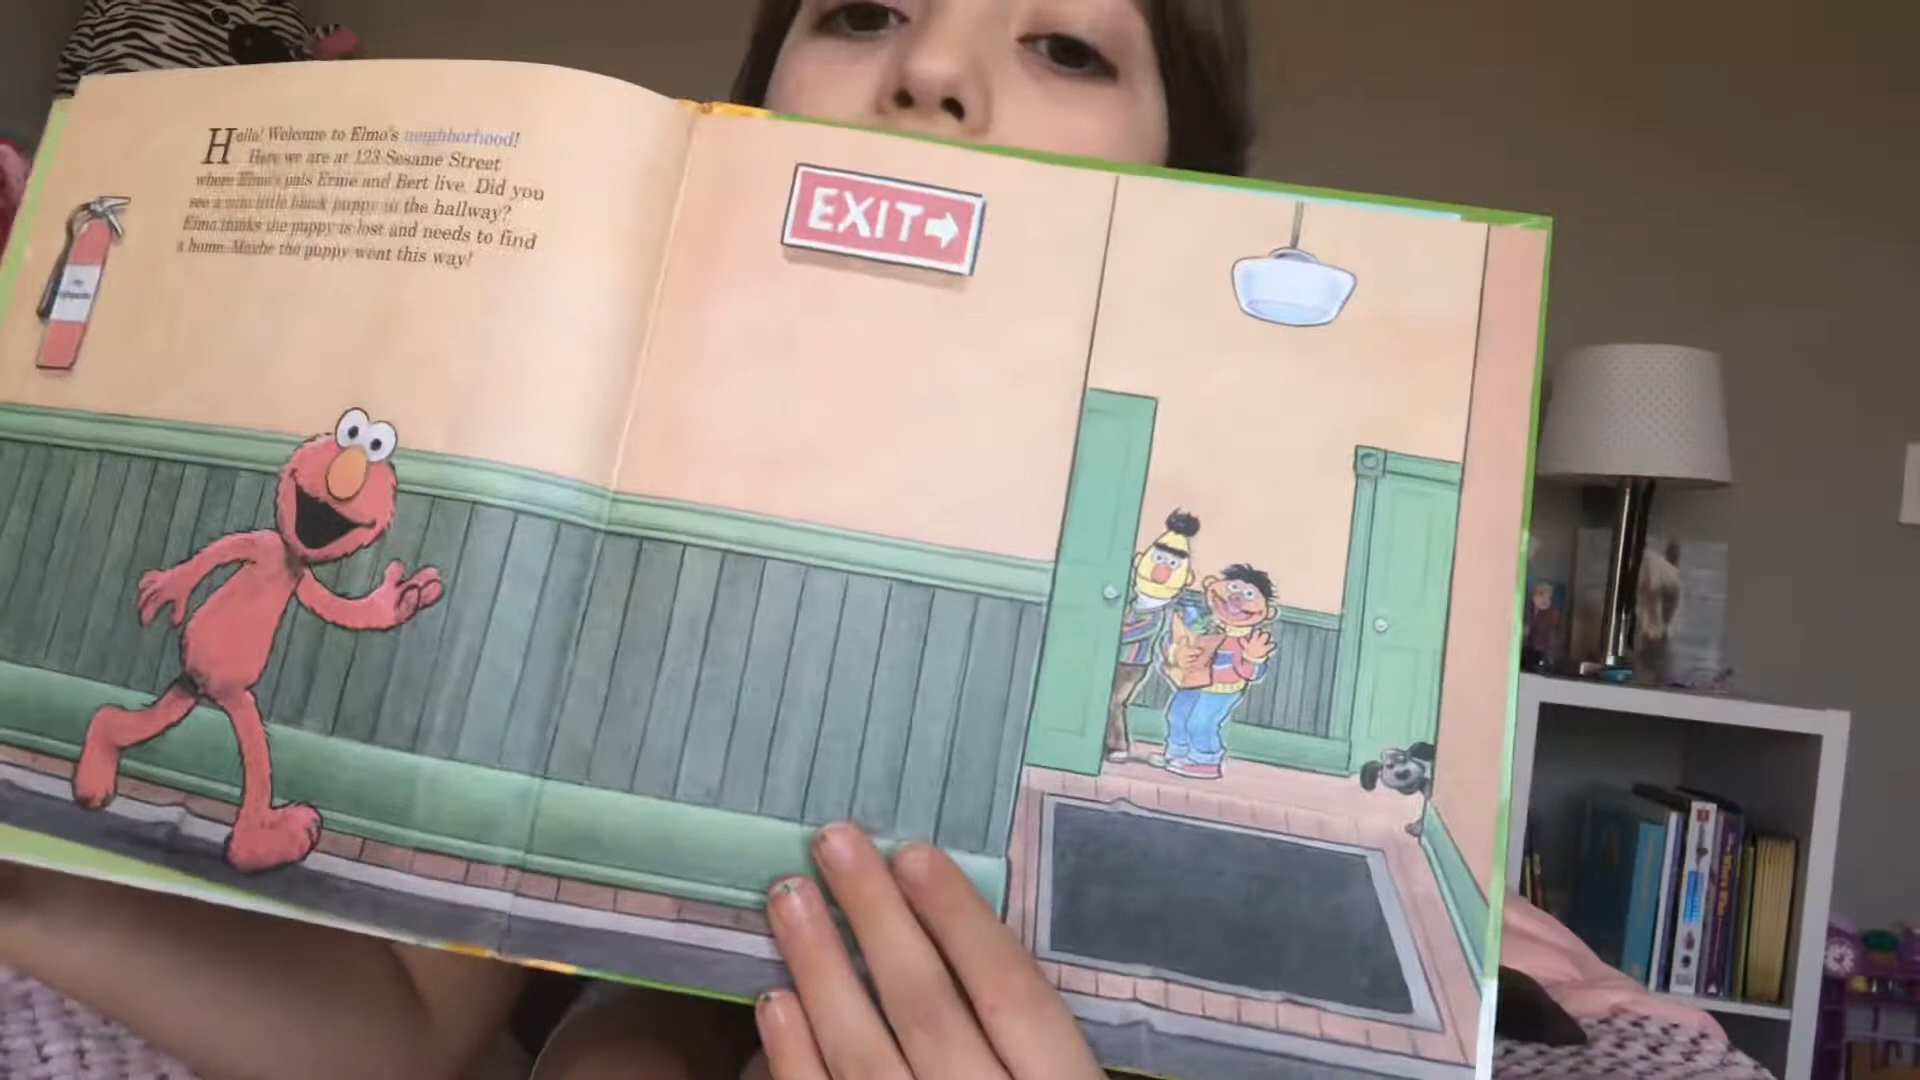 Hello! Welcome to Elmo's neighborhood!
Here we are at 123 Sesame Street
where Elmo's pals Ernie and Bert live. Did you
see a cute little black puppy in the hallway?
Elmo thinks the puppy is lost and needs to find
a home. Maybe the puppy went this way!
EXIT